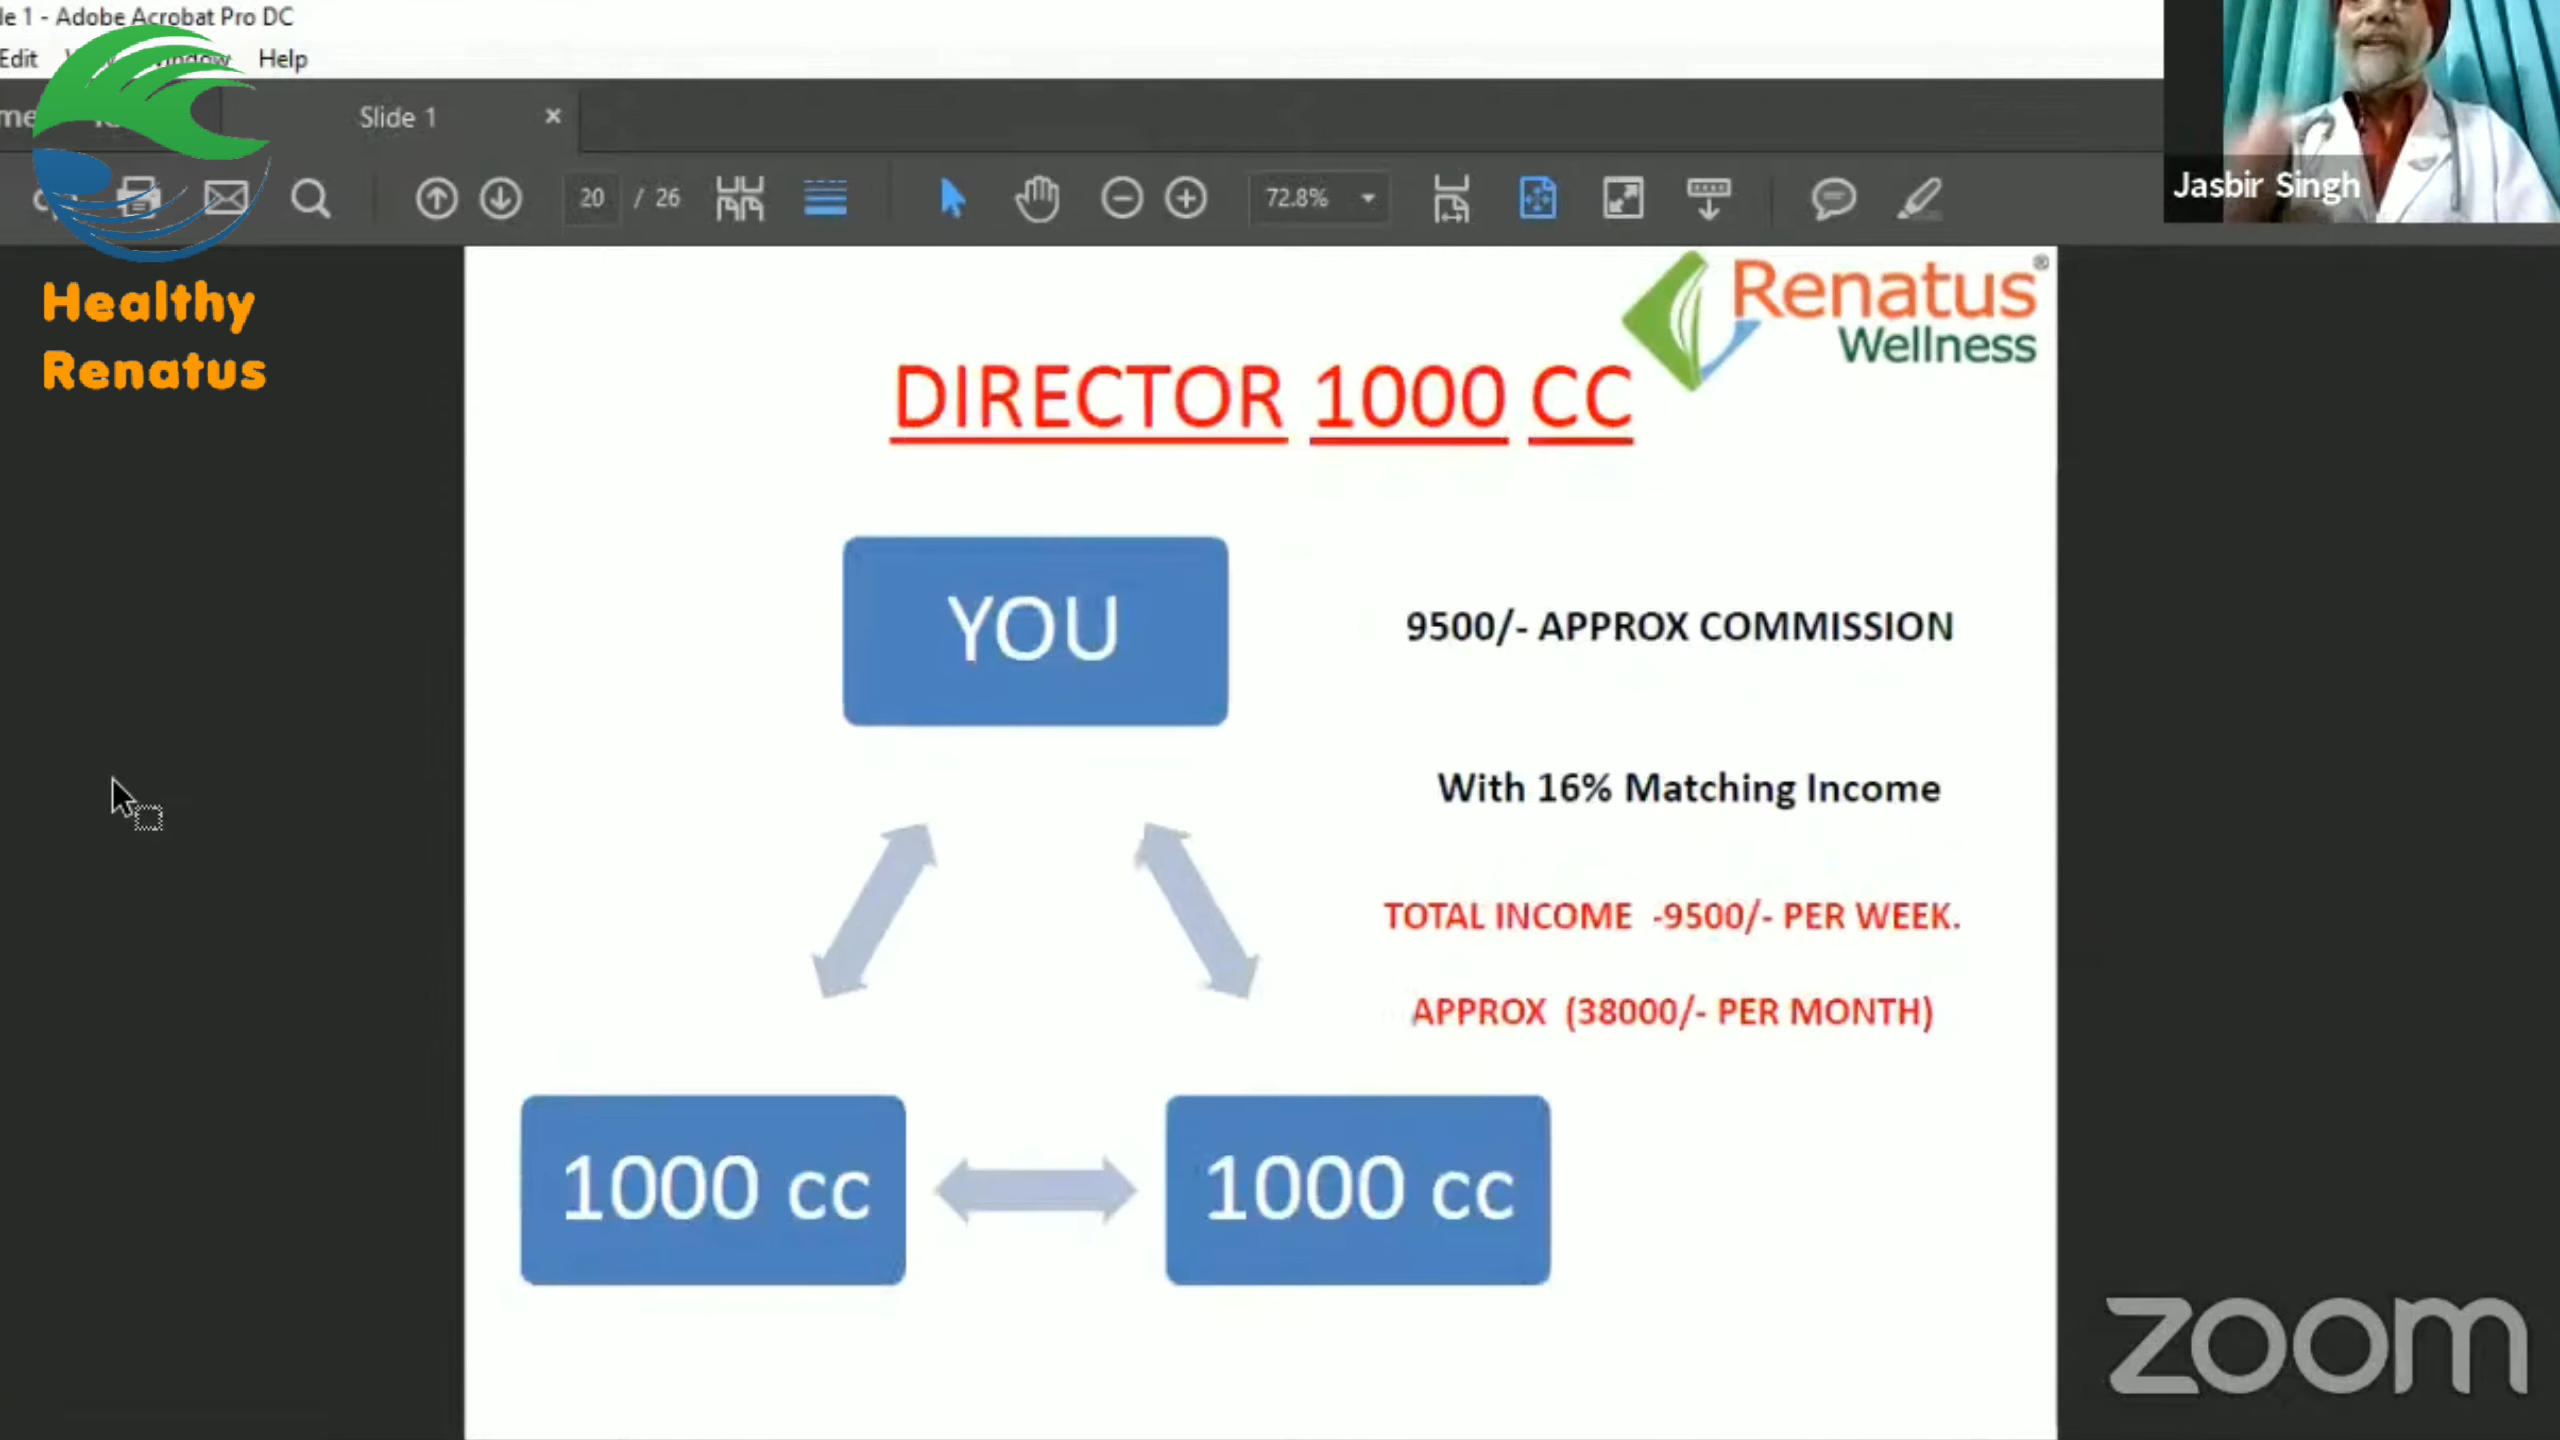 de 1 - Adobe Acrobat Pro DC
Edit Window Help
Slide 1
20 / 26
72.8%
Jasbir Singh
Healthy
Renatus
Renatus®
Wellness
DIRECTOR 1000 CC
YOU
9500/- APPROX COMMISSION
With 16% Matching Income
TOTAL INCOME -9500/- PER WEEK.
APPROX (38000/- PER MONTH)
1000 cc
1000 cc
zoom